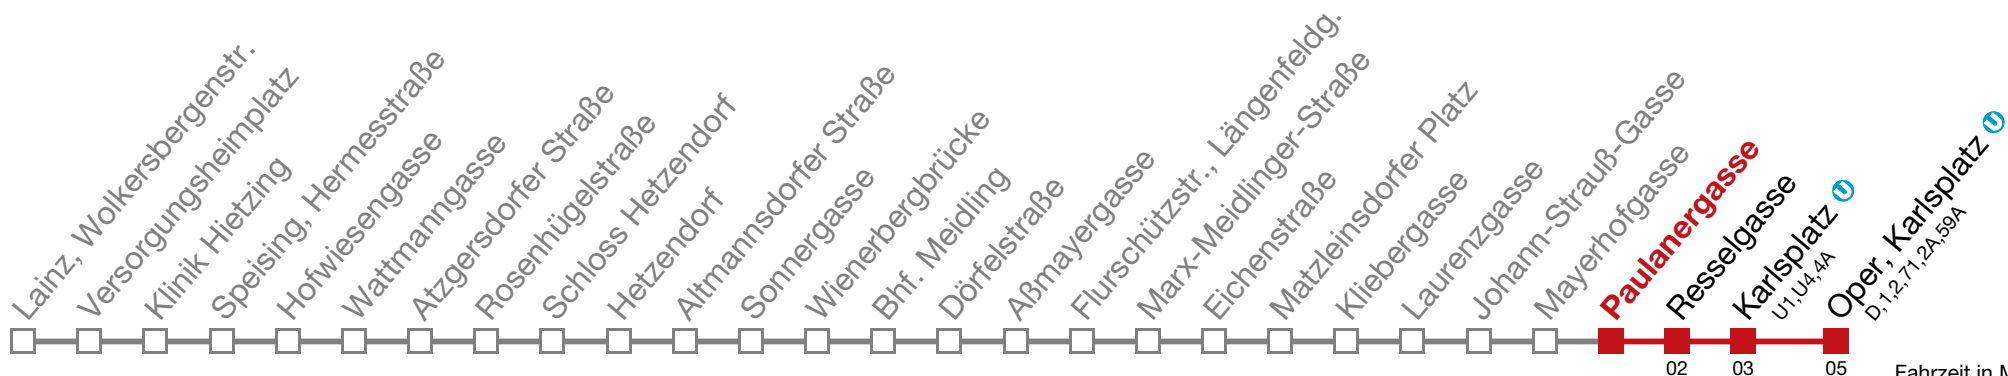 Lainz, Wolkersbergenstr.
Versorgungsheimplatz
Klinik Hietzing
Speising, Hermesstraße
Hofwiesengasse
Wattmanngasse
Atzgersdorfer Straße
Rosenhügelstraße
Schloss Hetzendorf
Hetzendorf
Altmannsdorfer Straße
Sonnergasse
Wienerbergbrücke
Bhf. Meidling
Dörfelstraße
Aßmayergasse
Flurschützstr., Längenfeldg.
Marx-Meidlinger-Straße
Eichenstraße
Matzleinsdorfer Platz
Kliebergasse
Laurenzgasse
Johann-Strauß-Gasse
Mayerhofgasse
Paulanergasse
Resselgasse
Karlsplatz U
U1,U4,4A
Oper, Karlsplatz U
D,1,2,71,2A,59A
02
03
05
Fahrzeit in M